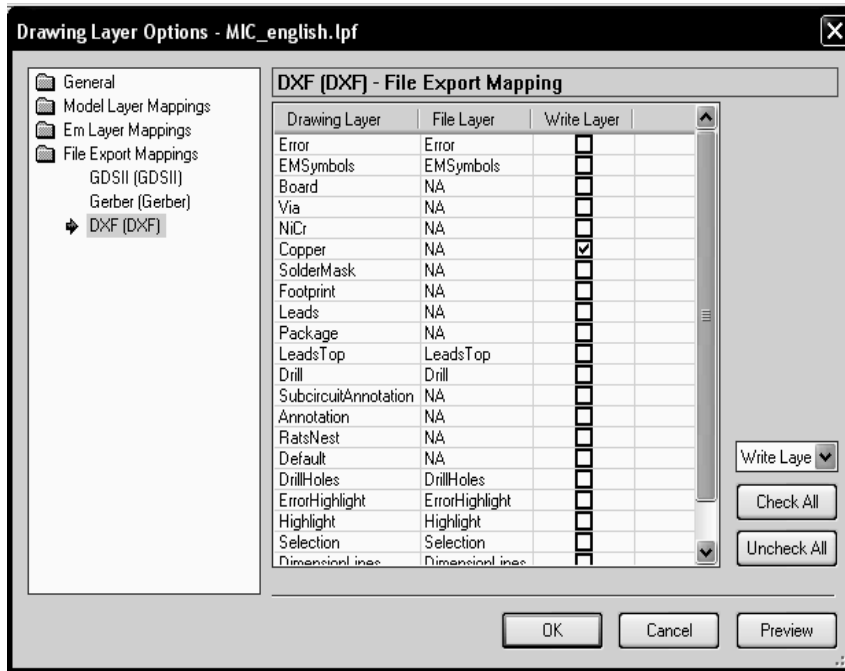 Drawing Layer Options - MIC_english.lpf
General
Model Layer Mappings
Em Layer Mappings
File Export Mappings
GDSII (GDSII)
Gerber (Gerber)
DXF (DXF)
DXF (DXF) - File Export Mapping
Drawing Layer File Layer Write Layer
Error Error
EMSymbols EMSymbols
Board NA
Via NA
NiCr NA
Copper NA
SolderMask NA
Footprint NA
Leads NA
Package NA
LeadsTop LeadsTop
Drill Drill
SubcircuitAnnotation NA
Annotation NA
RatsNest NA
Default NA
DrillHoles DrillHoles
ErrorHighlight ErrorHighlight
Highlight Highlight
Selection Selection
DimensionLines DimensionLines
Write Laye
Check All
Uncheck All
OK Cancel Preview